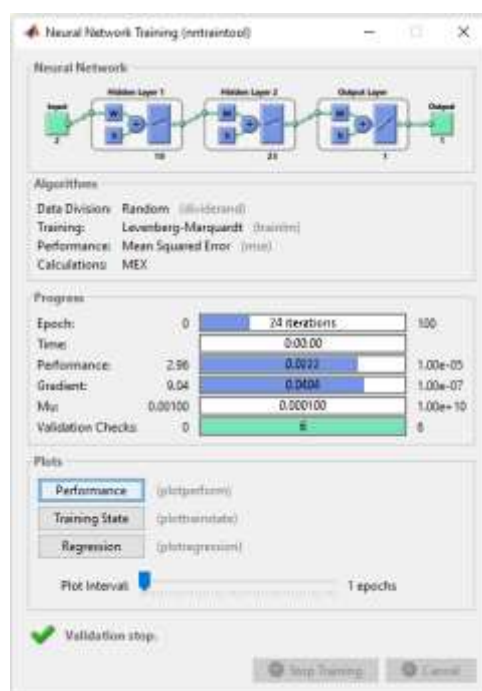 Neural Network Training (nntraintool)
Neural Network
Input
Hidden Layer 1
Hidden Layer 2
Output Layer
Output
W
b
+
W
b
+
W
b
+
2
10
1
1
Algorithms
Data Division: Random (dividerand)
Training: Levenberg-Marquardt (trainlm)
Performance: Mean Squared Error (mse)
Calculations: MEX
Progress
Epoch: 0 24 iterations 100
Time: 0:00:00
Performance: 2.96 1.00e-05
Gradient: 9.04 0.0404 1.00e-07
Mu: 0.00100 0.000100 1.00e+10
Validation Checks: 0 6 6
Plots
Performance (plotperform)
Training State (plottrainstate)
Regression (plotregression)
Plot Interval: 1 epochs
Validation stop.
Stop Training
Cancel